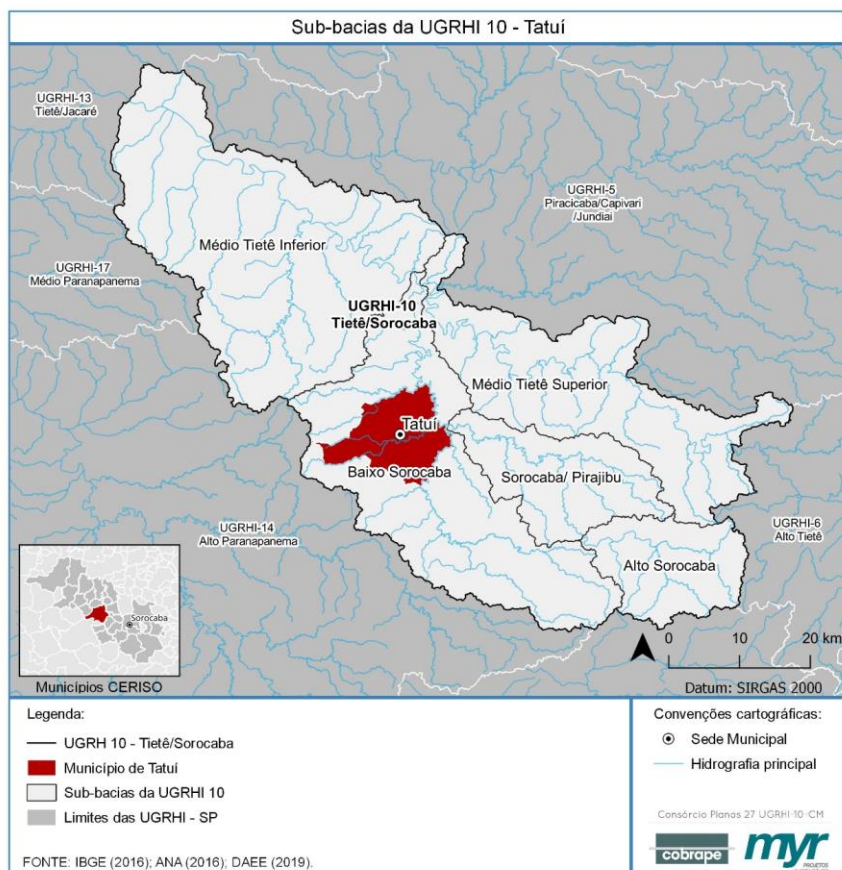 Sub-bacias da UGRHI 10 - Tatuí
UGRHI-13
Tietê/Jacaré
UGRHI-5
Piracicaba/Capivari
/Jundiai
Médio Tietê Inferior
UGRHI-17
Médio Paranapanema
UGRHI-10
Tietê/Sorocaba
Médio Tietê Superior
Tatuí
Baixo Sorocaba
Sorocaba/ Pirajibu
UGRHI-14
Alto Paranapanema
UGRHI-6
Alto Tietê
Alto Sorocaba
Sorocaba
Municípios CERISO
0 10 20 km
Datum: SIRGAS 2000
Legenda:
UGRH 10 - Tietê/Sorocaba
Município de Tatuí
Sub-bacias da UGRHI 10
Limites das UGRHI - SP
FONTE: IBGE (2016); ANA (2016); DAEE (2019).
Convenções cartográficas:
Sede Municipal
Hidrografia principal
Consórcio Planos 27 UGRHI-10-CM
cobrape
myr
PROJETOS